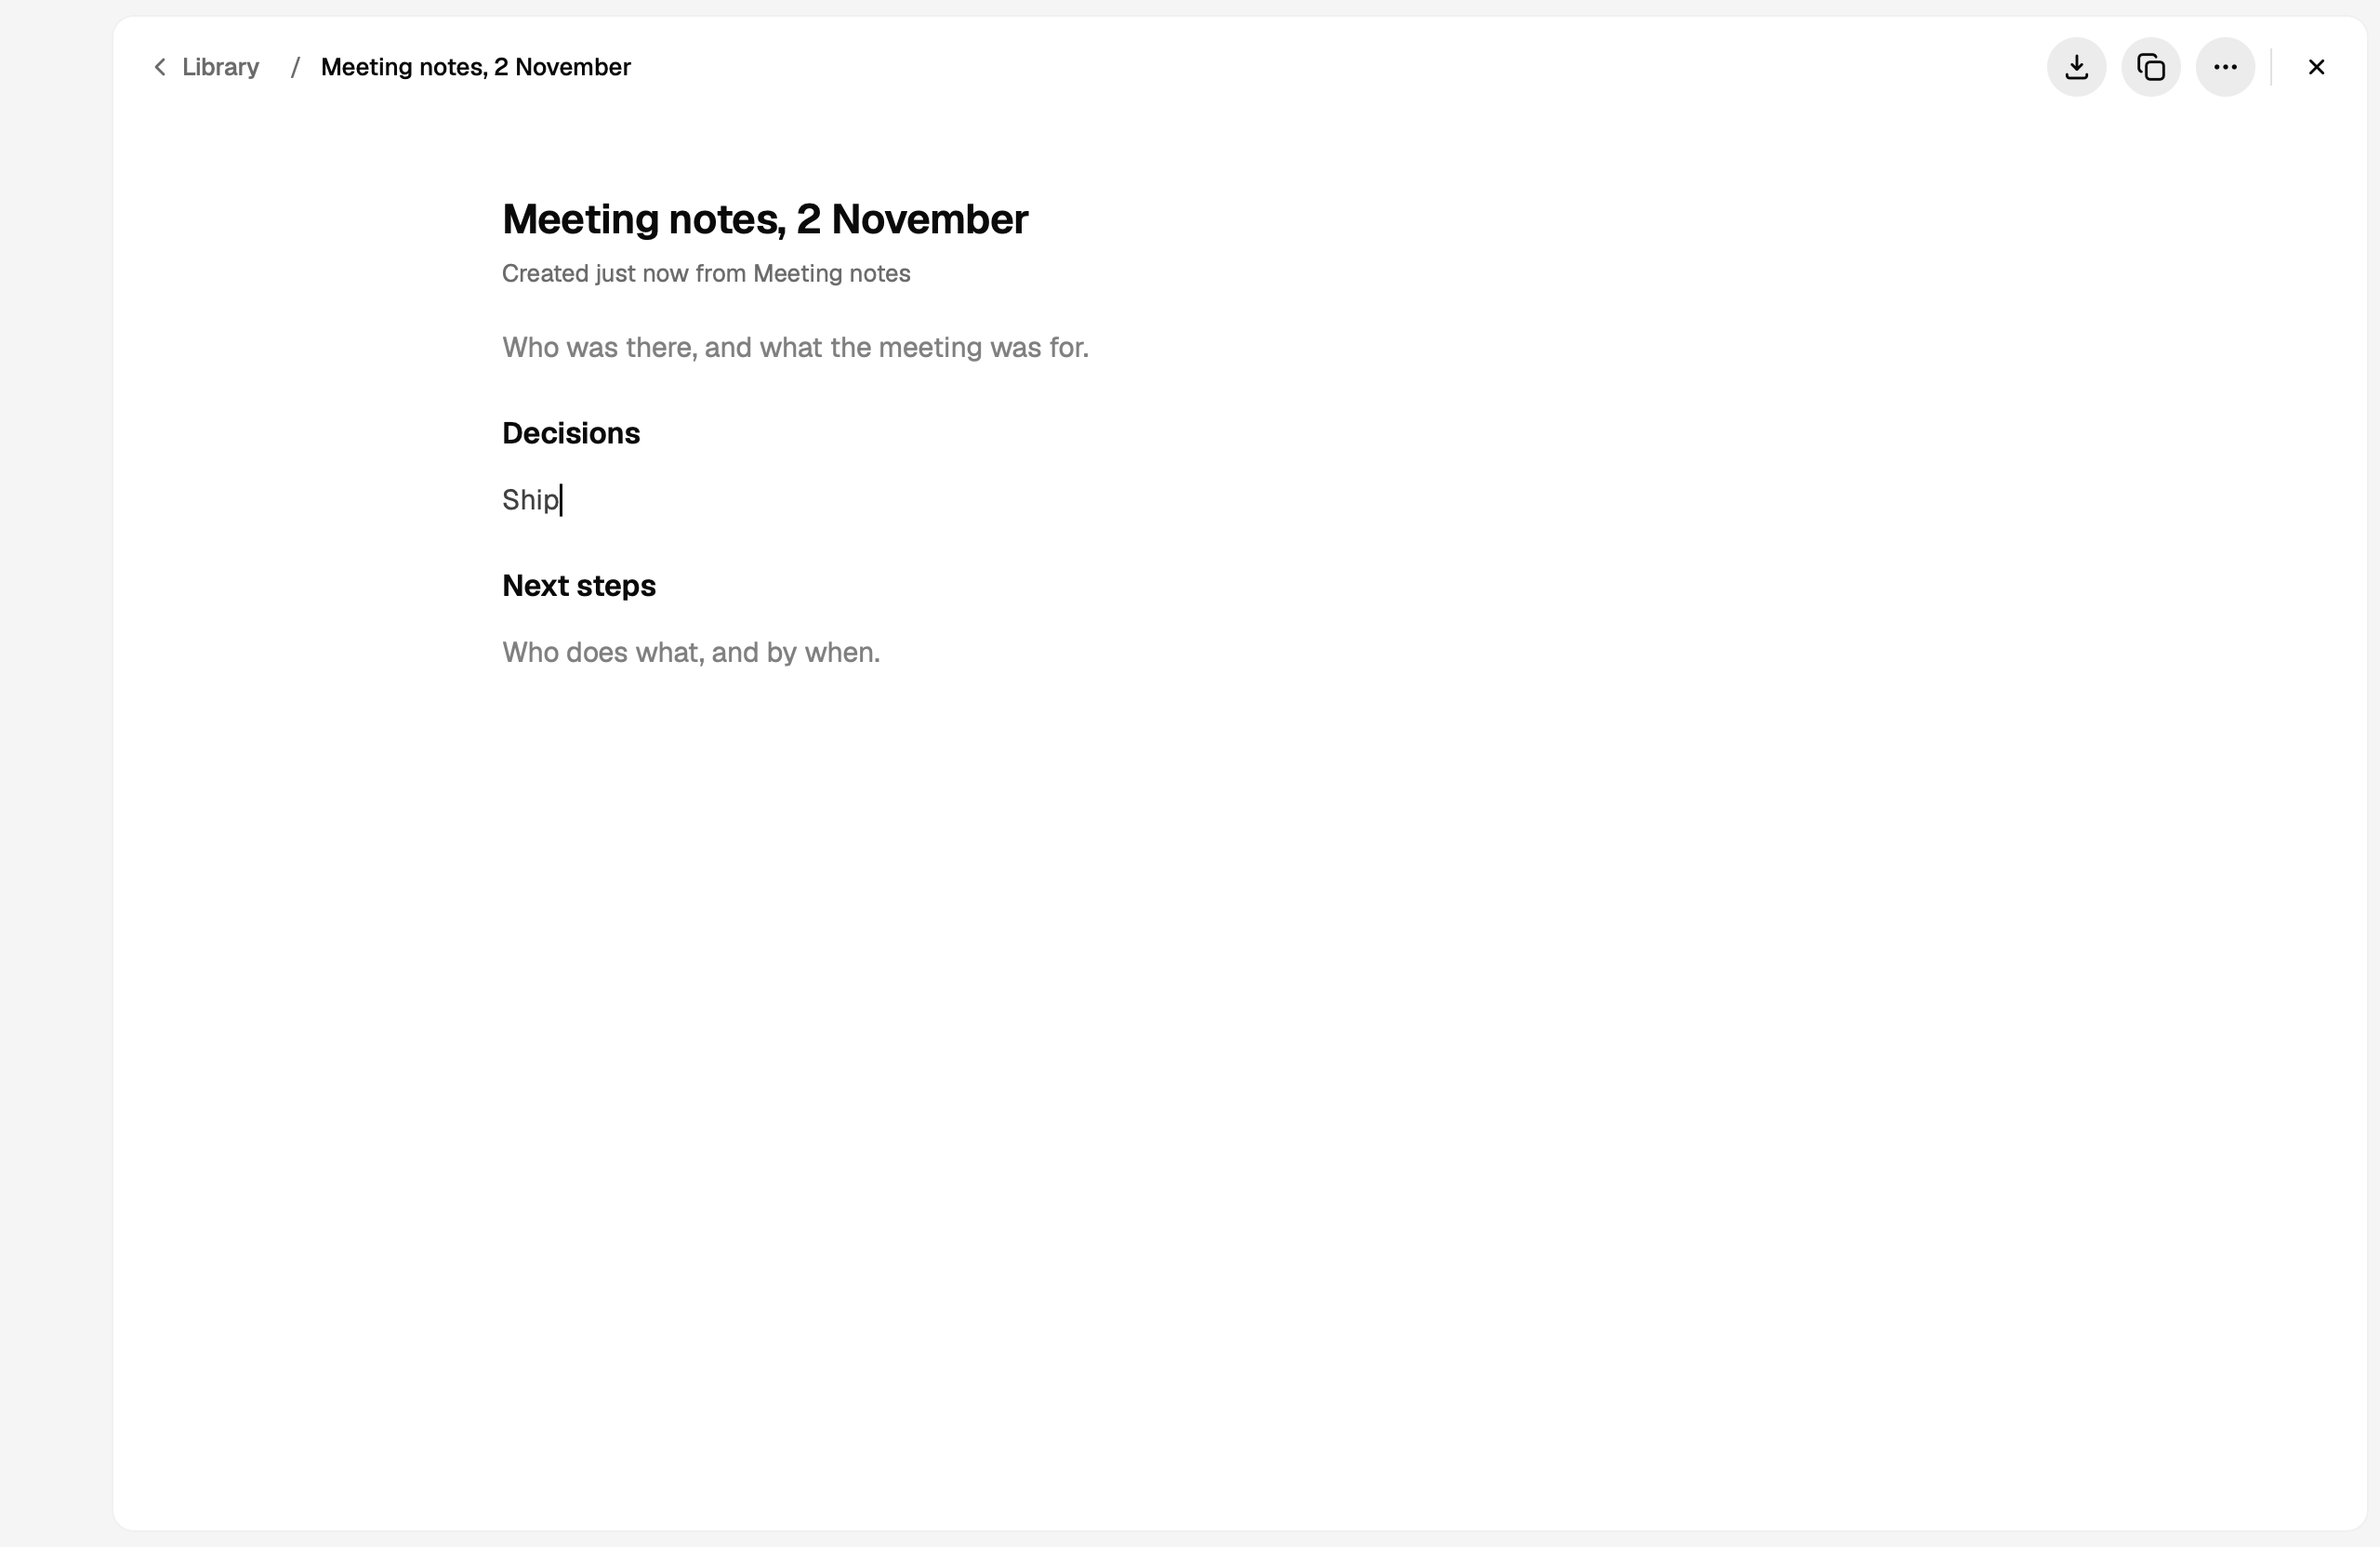 Library / Meeting notes, 2 November
Meeting notes, 2 November
Created just now from Meeting notes
Who was there, and what the meeting was for.
Decisions
Ship
Next steps
Who does what, and by when.